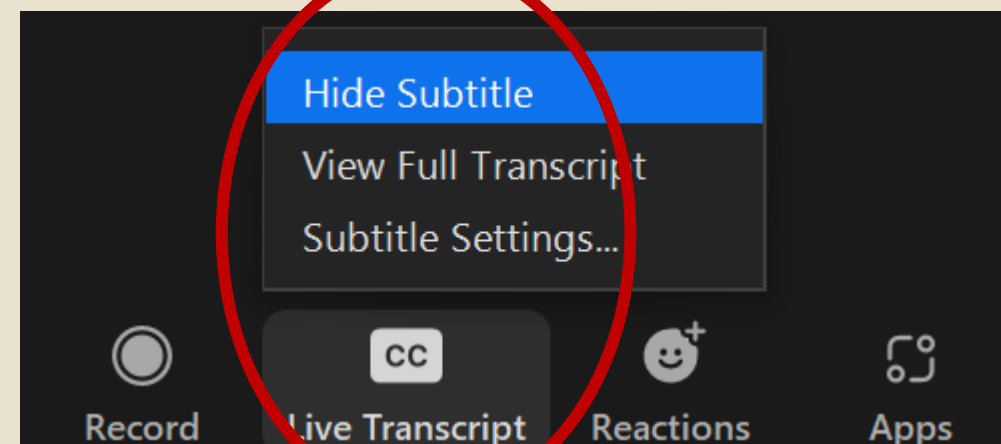 Hide Subtitle
View Full Transcript
Subtitle Settings...
CC
Record Live Transcript Reactions Apps